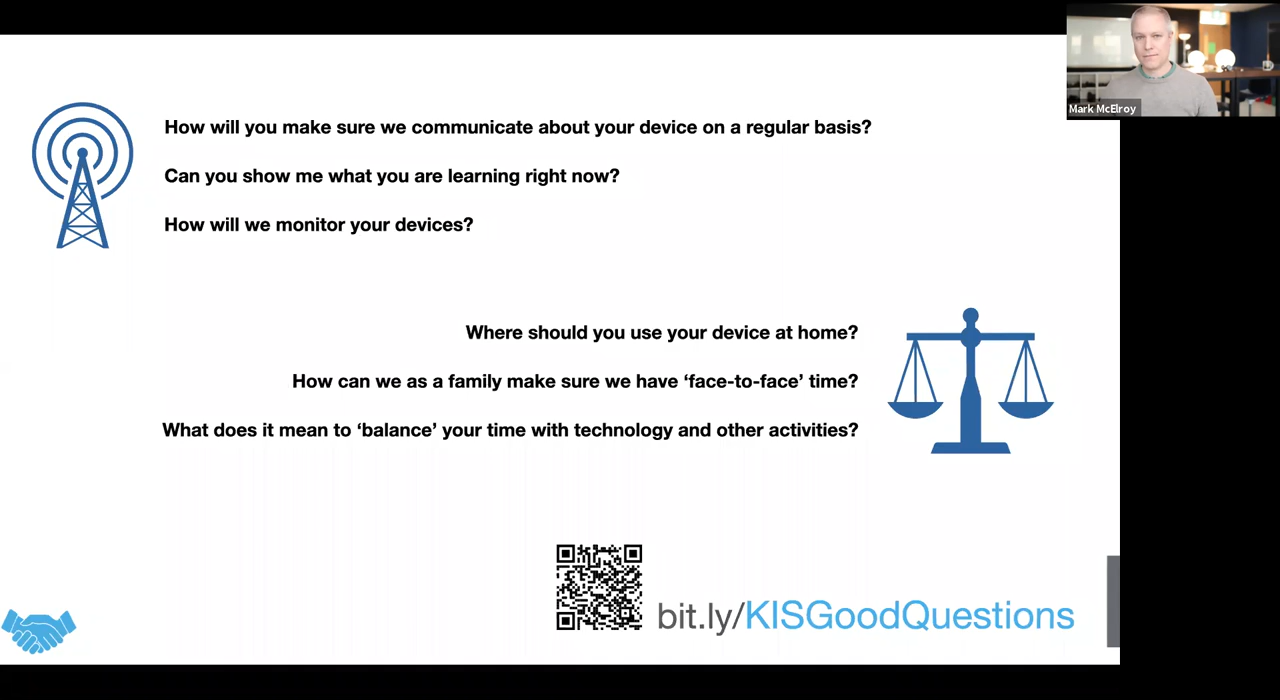 Mark McElroy
How will you make sure we communicate about your device on a regular basis?
Can you show me what you are learning right now?
How will we monitor your devices?
Where should you use your device at home?
How can we as a family make sure we have ‘face-to-face’ time?
What does it mean to ‘balance’ your time with technology and other activities?
bit.ly/KISGoodQuestions